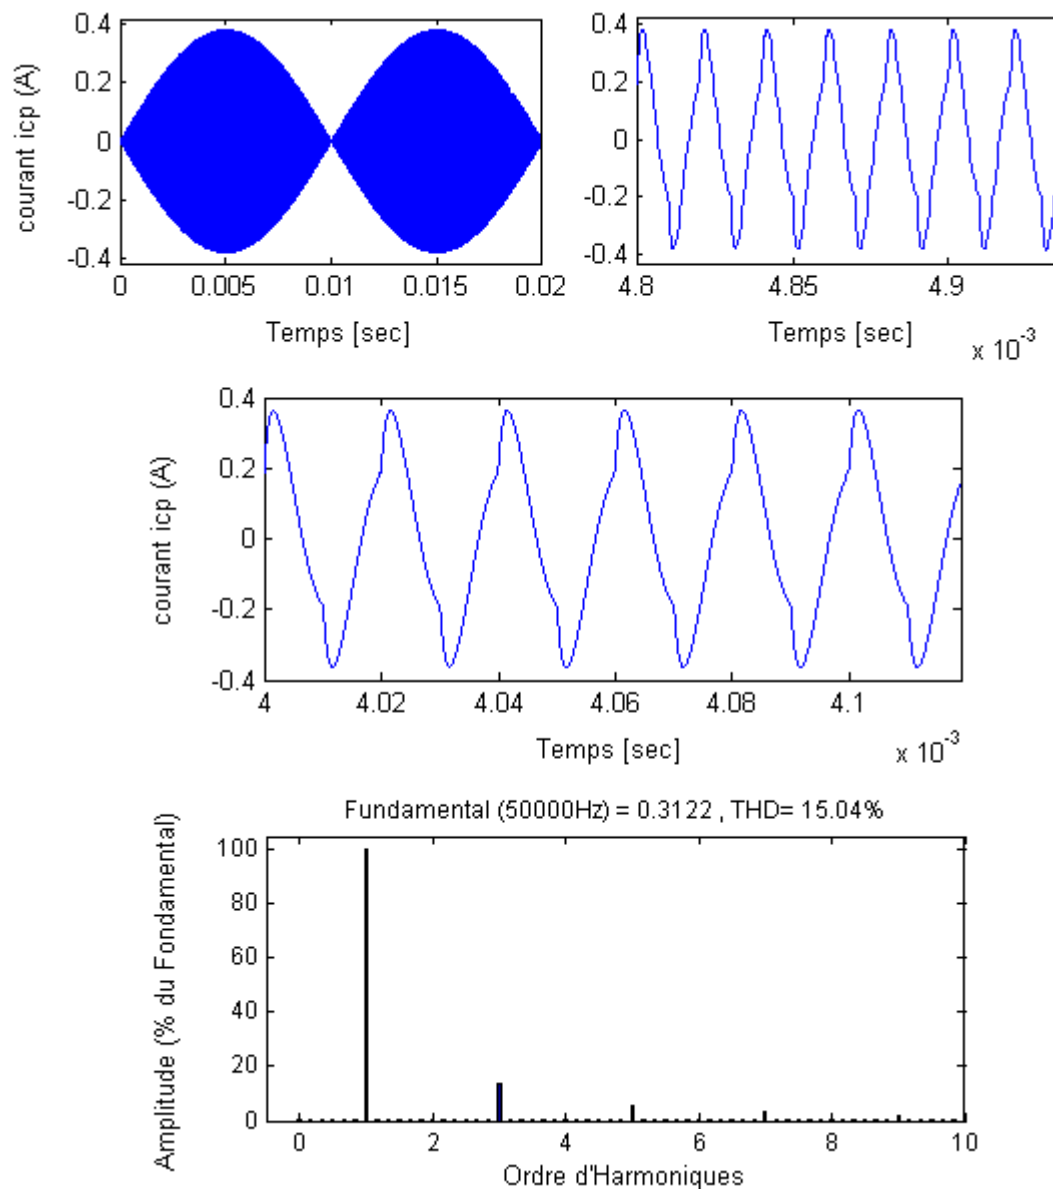 0.4
0.2
0
-0.2
-0.4
courant icp (A)
0 0.005 0.01 0.015 0.02
Temps [sec]
0.4
0.2
0
-0.2
-0.4
4.8 4.85 4.9
Temps [sec]
x 10-3
0.4
0.2
0
-0.2
-0.4
courant icp (A)
4 4.02 4.04 4.06 4.08 4.1
Temps [sec]
x 10-3
Fundamental (50000Hz) = 0.3122 , THD= 15.04%
100
80
60
40
20
0
Amplitude (% du Fondamental)
0 2 4 6 8 10
Ordre d'Harmoniques